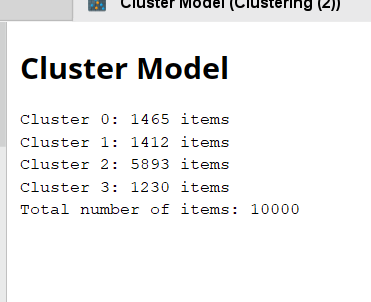 Cluster Model (Clustering (2))
Cluster Model
Cluster 0: 1465 items
Cluster 1: 1412 items
Cluster 2: 5893 items
Cluster 3: 1230 items
Total number of items: 10000